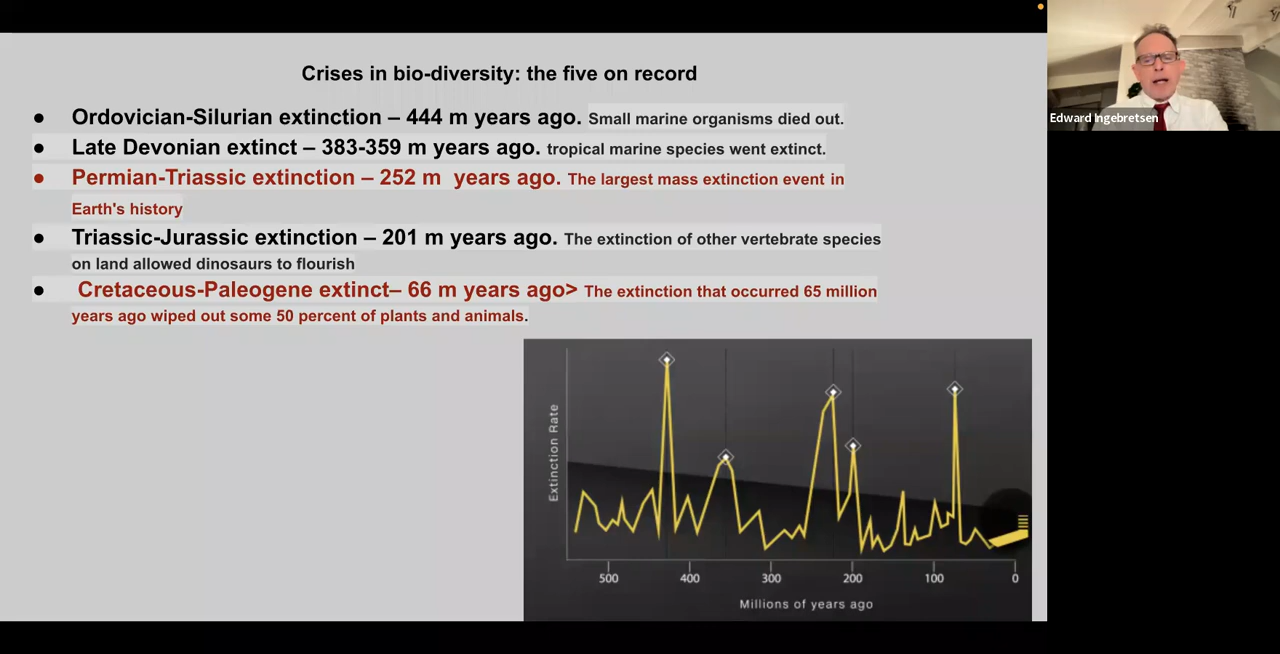 Crises in bio-diversity: the five on record
● Ordovician-Silurian extinction – 444 m years ago. Small marine organisms died out.
● Late Devonian extinct – 383-359 m years ago. tropical marine species went extinct.
● Permian-Triassic extinction – 252 m  years ago. The largest mass extinction event in
Earth's history
● Triassic-Jurassic extinction – 201 m years ago. The extinction of other vertebrate species
on land allowed dinosaurs to flourish
● Cretaceous-Paleogene extinct– 66 m years ago> The extinction that occurred 65 million
years ago wiped out some 50 percent of plants and animals.
Extinction Rate
500 400 300 200 100 0
Millions of years ago
Edward Ingebretsen